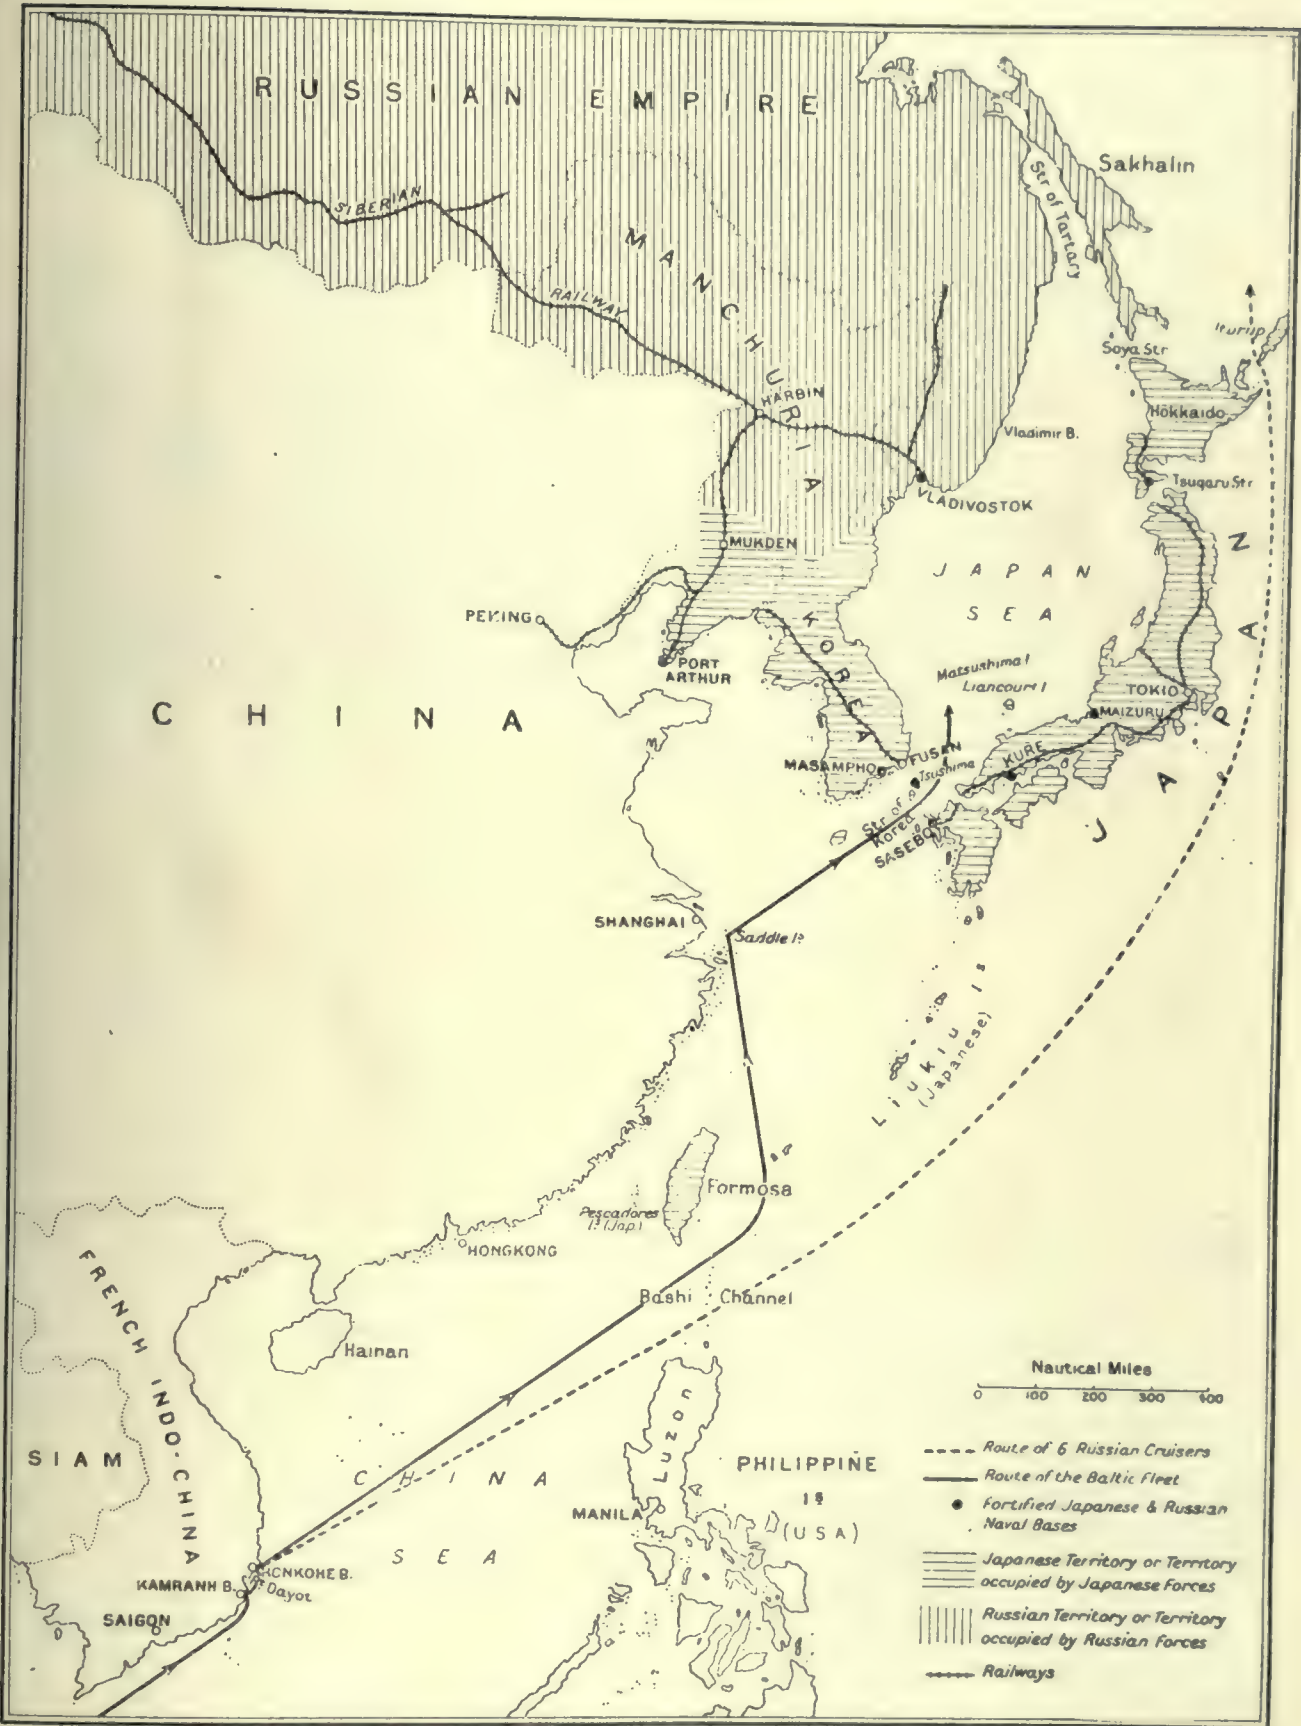 RUSSIAN EMPIRE
Sakhalin
Str of Tartary
SIBERIAN
RAILWAY
MANCHURIA
Iturup
Soya Str
HARBIN
Hokkaido
Vladimir B.
Tsugaru Str
VLADIVOSTOK
MUKDEN
JAPAN
SEA
PEKING
KOREA
PORT
ARTHUR
Matsushima I
Liancourt I
TOKIO
MAIZURU
CHINA
JAPAN
FUSAN
MASAMPHO
Tsushima
KURE
Str of
Korea
SASEBO
SHANGHAI
Saddle Is
Liukiu Is
(Japanese)
Formosa
Pescadores
Is (Jap.)
HONGKONG
Bashi Channel
FRENCH INDO-CHINA
Hainan
Nautical Miles
0 100 200 300 400
Luzon
SIAM
CHINA
SEA
PHILIPPINE
Is
(USA)
MANILA
HONKOHE B.
Dayot
KAMRANH B.
SAIGON
Route of 6 Russian Cruisers
Route of the Baltic Fleet
Fortified Japanese & Russian
Naval Bases
Japanese Territory or Territory
occupied by Japanese Forces
Russian Territory or Territory
occupied by Russian Forces
Railways